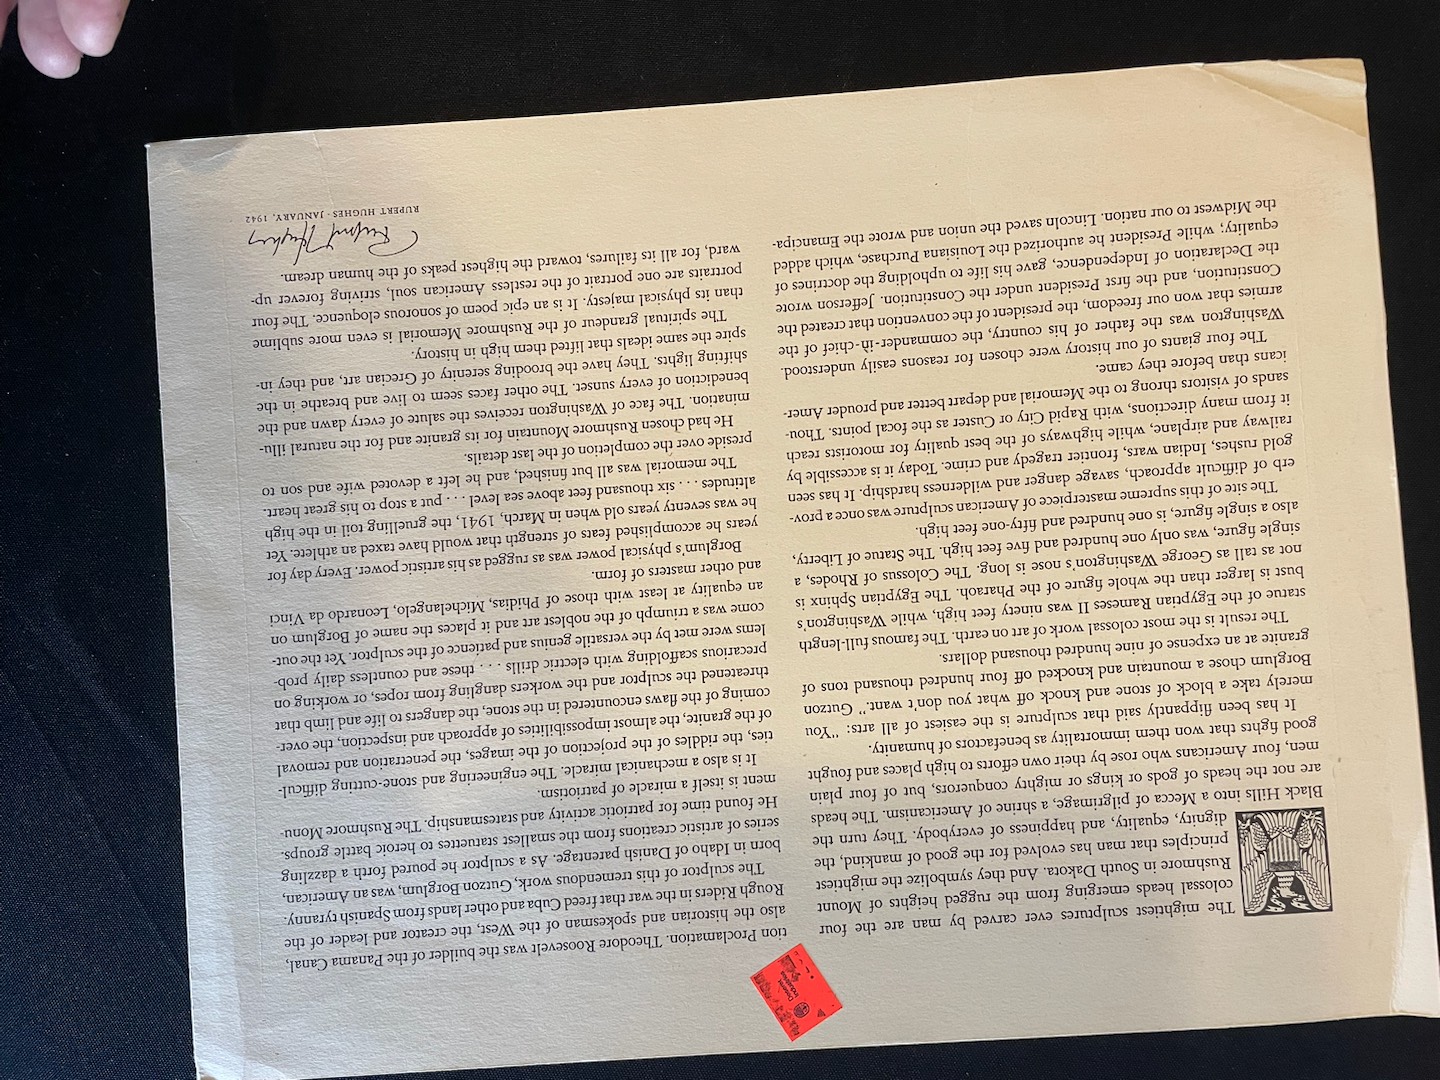 The mightiest sculptures ever carved by man are the four
colossal heads emerging from the rugged heights of Mount
Rushmore in South Dakota. And they symbolize the mightiest
principles that man has evolved for the good of mankind, the
dignity, equality, and happiness of everybody. They turn the
Black Hills into a Mecca of pilgrimage, a shrine of Americanism. The heads
are not the heads of gods or kings or mighty conquerors, but of four plain
men, four Americans who rose by their own efforts to high places and fought
good fights that won them immortality as benefactors of humanity.
It has been flippantly said that sculpture is the easiest of all arts: "You
merely take a block of stone and knock off what you don't want." Gutzon
Borglum chose a mountain and knocked off four hundred thousand tons of
granite at an expense of nine hundred thousand dollars.
The result is the most colossal work of art on earth. The famous full-length
statue of the Egyptian Rameses II was ninety feet high, while Washington's
bust is larger than the whole figure of the Pharaoh. The Egyptian Sphinx is
not as tall as George Washington's nose is long. The Colossus of Rhodes, a
single figure, was only one hundred and five feet high. The Statue of Liberty,
also a single figure, is one hundred and fifty-one feet high.
The site of this supreme masterpiece of American sculpture was once a prov-
erb of difficult approach, savage danger and wilderness hardship. It has seen
gold rushes, Indian wars, frontier tragedy and crime. Today it is accessible by
railway and airplane, while highways of the best quality for motorists reach
it from many directions, with Rapid City or Custer as the focal points. Thou-
sands of visitors throng to the Memorial and depart better and prouder Amer-
icans than before they came.
The four giants of our history were chosen for reasons easily understood.
Washington was the father of his country, the commander-in-chief of the
armies that won our freedom, the president of the convention that created the
Constitution, and the first President under the Constitution. Jefferson wrote
the Declaration of Independence, gave his life to upholding the doctrines of
equality; while President he authorized the Louisiana Purchase, which added
the Midwest to our nation. Lincoln saved the union and wrote the Emancipa-
tion Proclamation. Theodore Roosevelt was the builder of the Panama Canal,
also the historian and spokesman of the West, the creator and leader of the
Rough Riders in the war that freed Cuba and other lands from Spanish tyranny.
The sculptor of this tremendous work, Gutzon Borglum, was an American,
born in Idaho of Danish parentage. As a sculptor he poured forth a dazzling
series of artistic creations from the smallest statuettes to heroic battle groups.
He found time for patriotic activity and statesmanship. The Rushmore Monu-
ment is itself a miracle of patriotism.
It is also a mechanical miracle. The engineering and stone-cutting difficul-
ties, the riddles of the projection of the images, the penetration and removal
of the granite, the almost impossibilities of approach and inspection, the over-
coming of the flaws encountered in the stone, the dangers to life and limb that
threatened the sculptor and the workers dangling from ropes, or working on
precarious scaffolding with electric drills . . . these and countless daily prob-
lems were met by the versatile genius and patience of the sculptor. Yet the out-
come was a triumph of the noblest art and it places the name of Borglum on
an equality at least with those of Phidias, Michelangelo, Leonardo da Vinci
and other masters of form.
Borglum's physical power was as rugged as his artistic power. Every day for
years he accomplished feats of strength that would have taxed an athlete. Yet
he was seventy years old when in March, 1941, the gruelling toil in the high
altitudes . . . six thousand feet above sea level . . . put a stop to his great heart.
The memorial was all but finished, and he left a devoted wife and son to
preside over the completion of the last details.
He had chosen Rushmore Mountain for its granite and for the natural illu-
mination. The face of Washington receives the salute of every dawn and the
benediction of every sunset. The other faces seem to live and breathe in the
shifting lights. They have the brooding serenity of Grecian art, and they in-
spire the same ideals that lifted them high in history.
The spiritual grandeur of the Rushmore Memorial is even more sublime
than its physical majesty. It is an epic poem of sonorous eloquence. The four
portraits are one portrait of the restless American soul, striving forever up-
ward, for all its failures, toward the highest peaks of the human dream.
Rupert Hughes
RUPERT HUGHES · JANUARY, 1942
Deseret
Industries